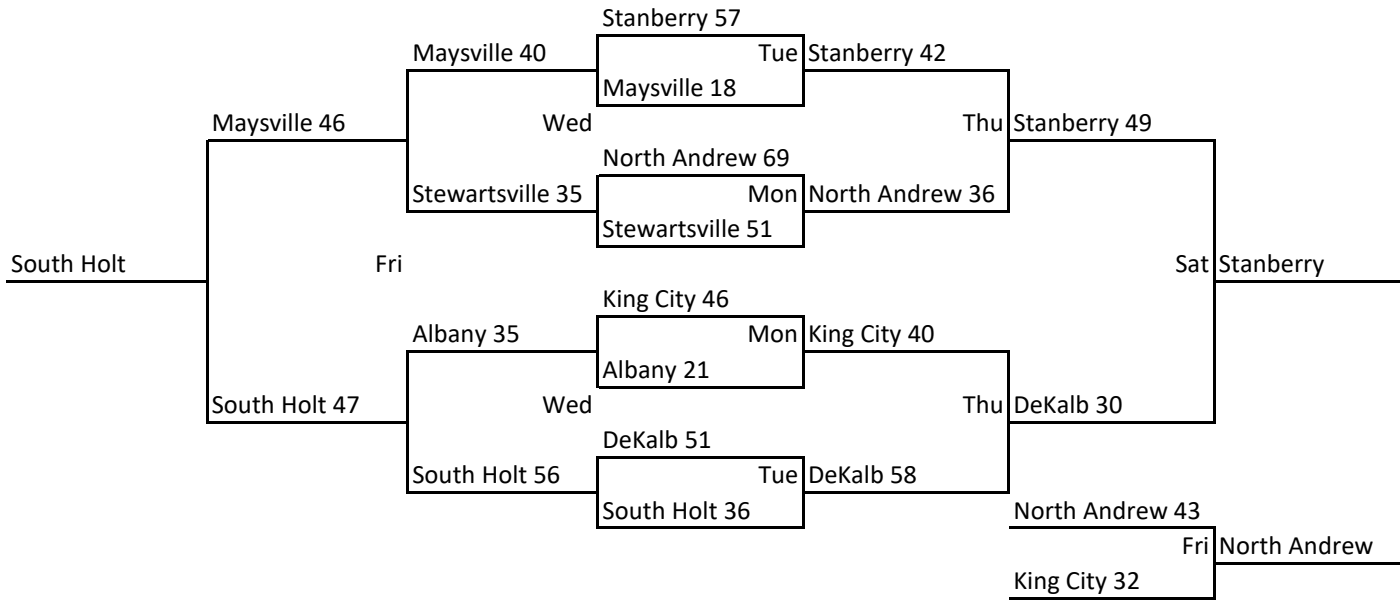 Stanberry 57
Maysville 40
Tue
Stanberry 42
Maysville 18
Maysville 46
Wed
Thu
Stanberry 49
North Andrew 69
Stewartsville 35
Mon
North Andrew 36
Stewartsville 51
South Holt
Fri
Sat
Stanberry
King City 46
Albany 35
Mon
King City 40
Albany 21
South Holt 47
Wed
Thu
DeKalb 30
DeKalb 51
South Holt 56
Tue
DeKalb 58
South Holt 36
North Andrew 43
Fri
North Andrew
King City 32